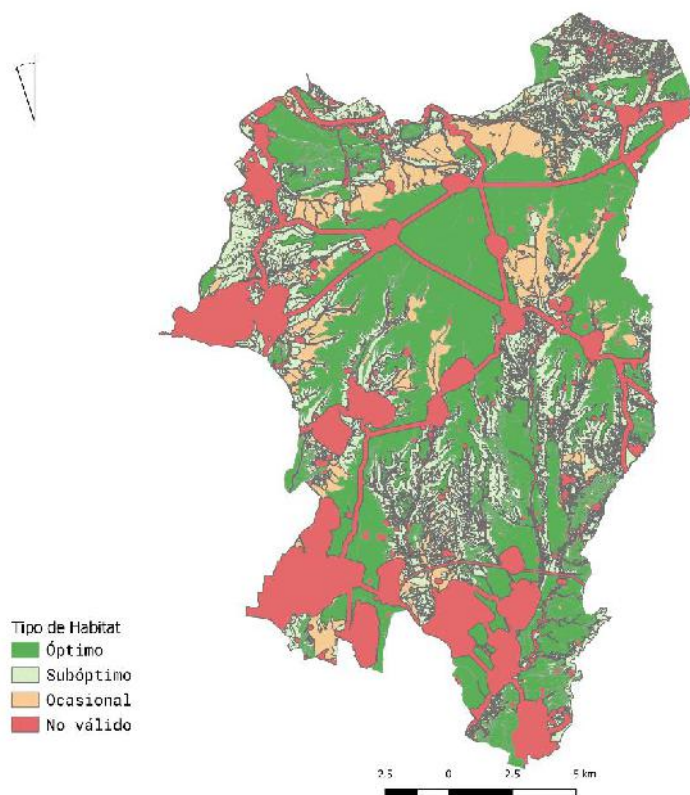 Tipo de Habitat
Óptimo
Subóptimo
Ocasional
No válido
2.5 0 2.5 5 km